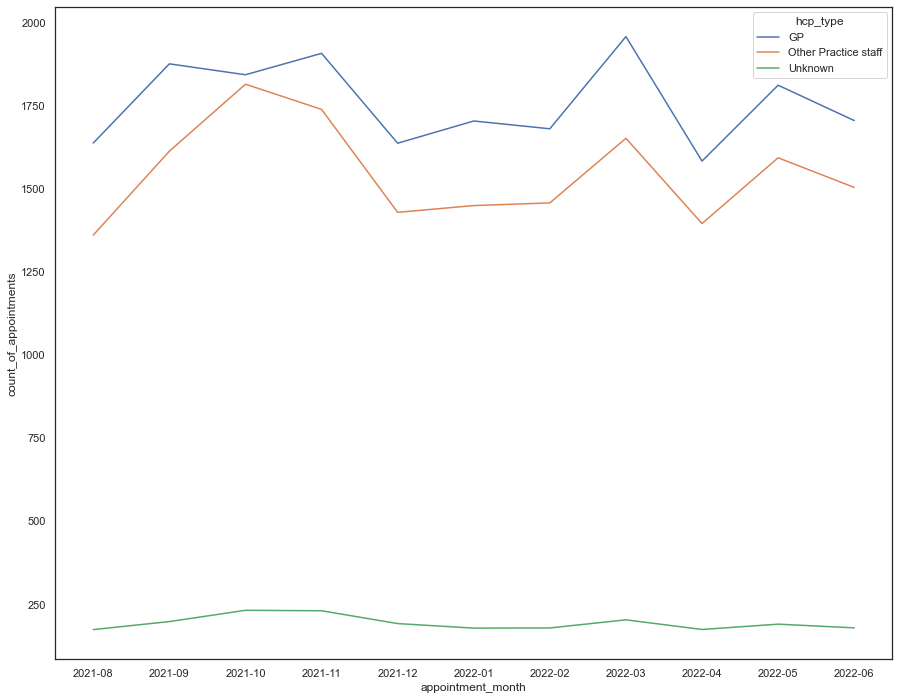 hcp_type
GP
Other Practice staff
Unknown
2000
1750
1500
1250
1000
750
500
250
count_of_appointments
2021-08 2021-09 2021-10 2021-11 2021-12 2022-01 2022-02 2022-03 2022-04 2022-05 2022-06
appointment_month